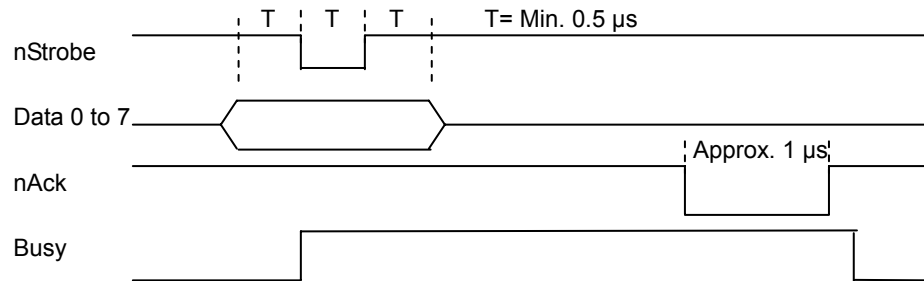 T T T T= Min. 0.5 µs
nStrobe
Data 0 to 7
Approx. 1 µs
nAck
Busy